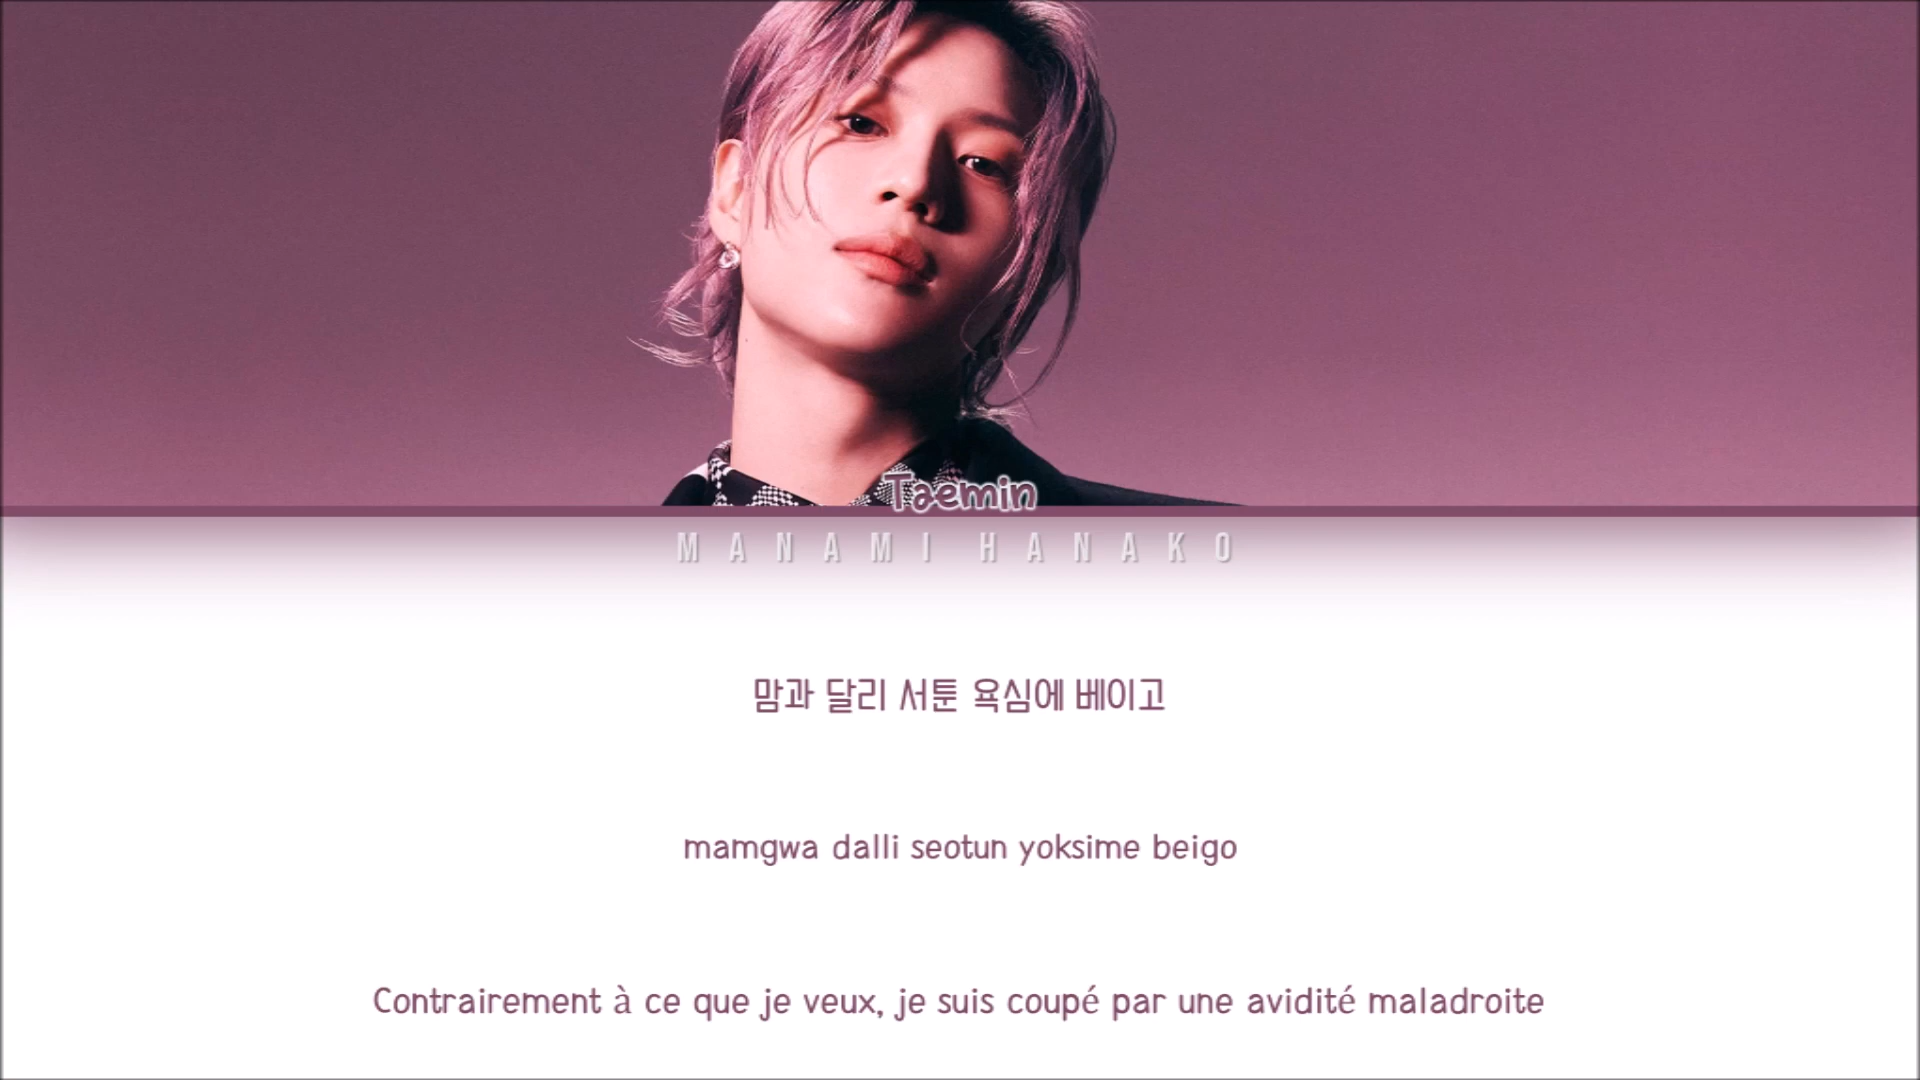 Taemin
MANAMI HANAKO
맘과 달리 서툰 욕심에 베이고
mamgwa dalli seotun yoksime beigo
Contrairement à ce que je veux, je suis coupé par une avidité maladroite